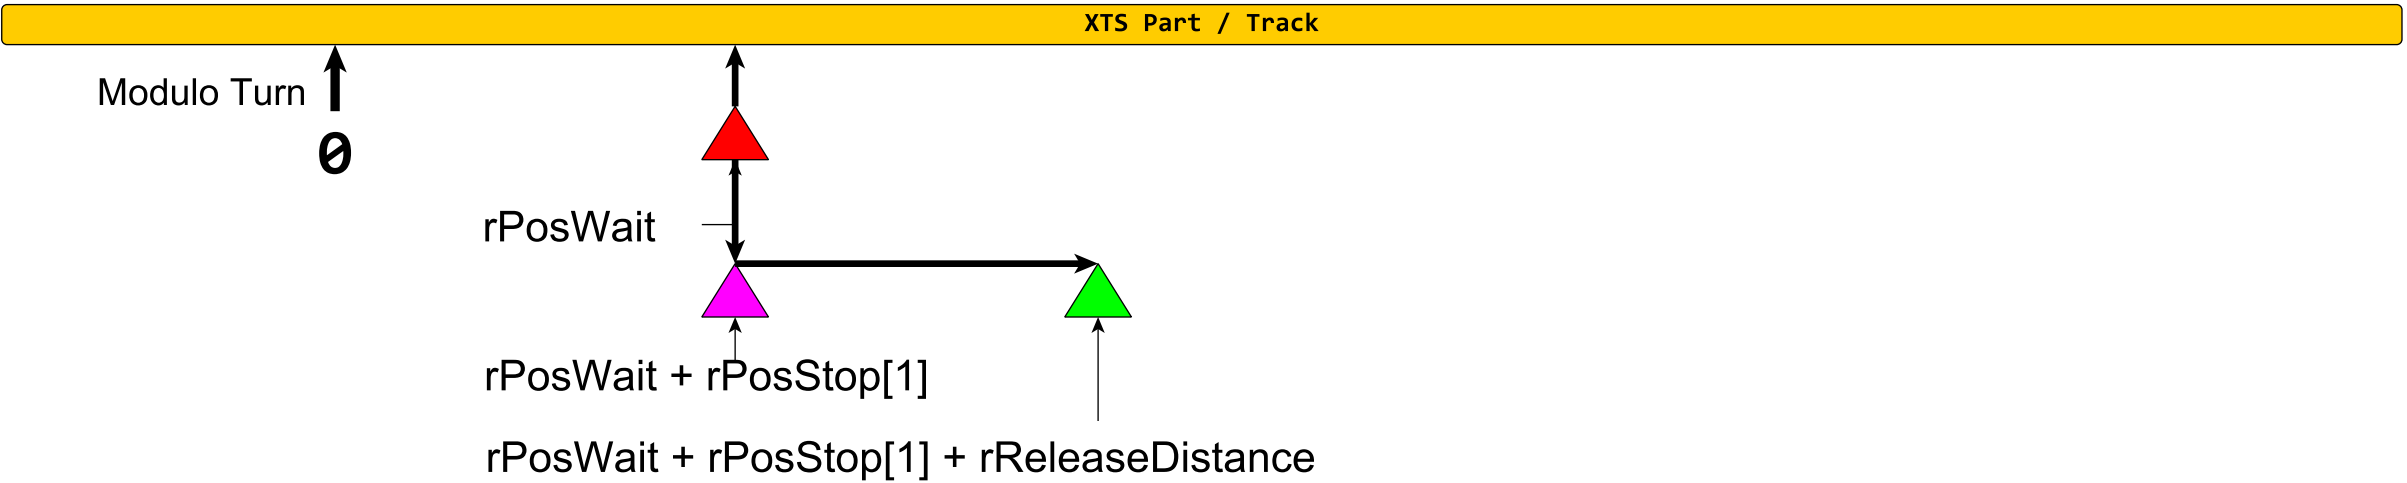 XTS Part / Track
Modulo Turn
0
rPosWait
rPosWait + rPosStop[1]
rPosWait + rPosStop[1] + rReleaseDistance